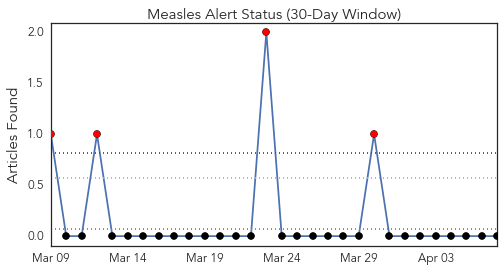 Measles Alert Status (30-Day Window)
Articles Found
2.0
1.5
1.0
0.5
0.0
Mar 09 Mar 14 Mar 19 Mar 24 Mar 29 Apr 03